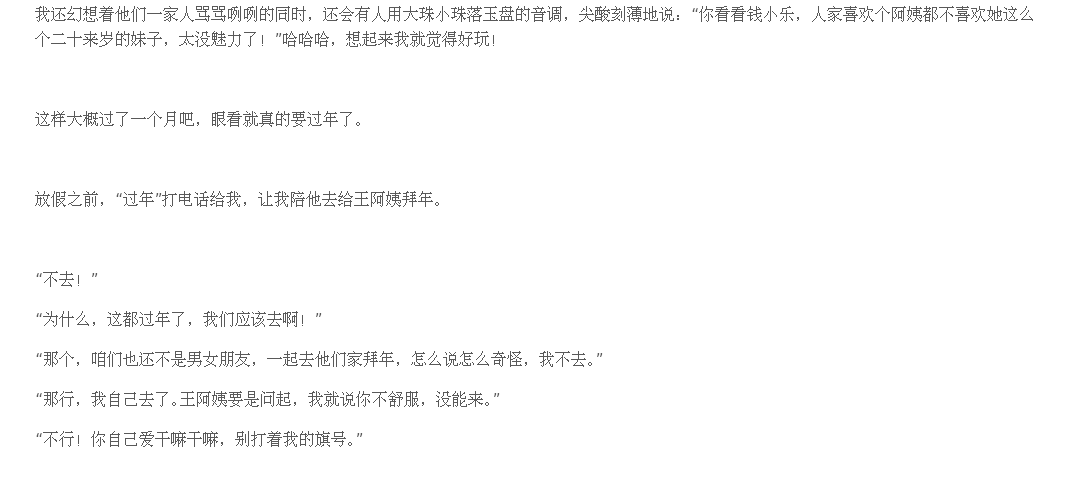 我还幻想着他们一家人骂骂咧咧的同时，还会有人用大珠小珠落玉盘的音调，尖酸刻薄地说：“你看看钱小乐，人家喜欢个阿姨都不喜欢她这么
个二十来岁的妹子，太没魅力了！”哈哈哈，想起来我就觉得好玩！
这样大概过了一个月吧，眼看就真的要过年了。
放假之前，“过年”打电话给我，让我陪他去给王阿姨拜年。
“不去！”
“为什么，这都过年了，我们应该去啊！”
“那个，咱们也还不是男女朋友，一起去他们家拜年，怎么说怎么奇怪，我不去。”
“那行，我自己去了。王阿姨要是问起，我就说你不舒服，没能来。”
“不行！你自己爱干嘛干嘛，别打着我的旗号。”